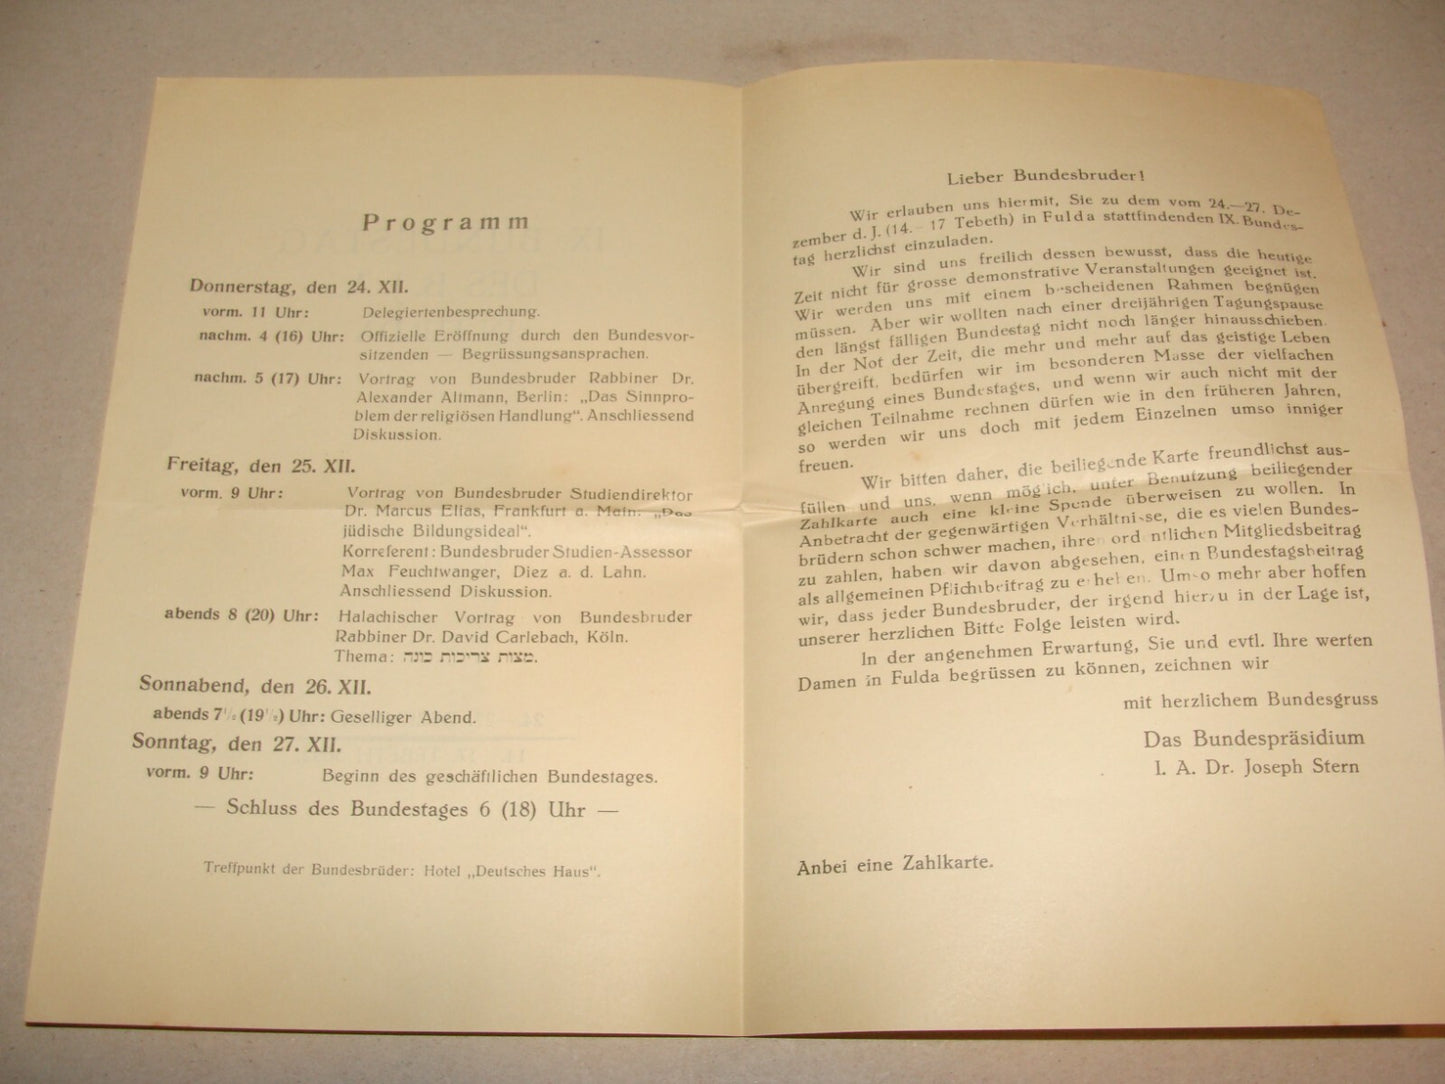 Programm
Donnerstag, den 24. XII.
vorm. 11 Uhr: Delegiertenbesprechung.
nachm. 4 (16) Uhr: Offizielle Eröffnung durch den Bundesvor-
sitzenden — Begrüssungsansprachen.
nachm. 5 (17) Uhr: Vortrag von Bundesbruder Rabbiner Dr.
Alexander Altmann, Berlin: „Das Sinnpro-
blem der religiösen Handlung“. Anschliessend
Diskussion.
Freitag, den 25. XII.
vorm. 9 Uhr: Vortrag von Bundesbruder Studiendirektor
Dr. Marcus Elias, Frankfurt a. Main: „Das
jüdische Bildungsideal“.
Korreferent: Bundesbruder Studien-Assessor
Max Feuchtwanger, Diez a. d. Lahn.
Anschliessend Diskussion.
abends 8 (20) Uhr: Halachischer Vortrag von Bundesbruder
Rabbiner Dr. David Carlebach, Köln.
Thema: מצות צריכות כונה.
Sonnabend, den 26. XII.
abends 7½ (19½) Uhr: Geselliger Abend.
Sonntag, den 27. XII.
vorm. 9 Uhr: Beginn des geschäftlichen Bundestages.
— Schluss des Bundestages 6 (18) Uhr —
Treffpunkt der Bundesbrüder: Hotel „Deutsches Haus“.
Lieber Bundesbruder!
Wir erlauben uns hiermit, Sie zu dem vom 24.—27. De-
zember d. J. (14. - 17 Tebeth) in Fulda stattfindenden IX. Bundes-
tag herzlichst einzuladen.
Wir sind uns freilich dessen bewusst, dass die heutige
Zeit nicht für grosse demonstrative Veranstaltungen geeignet ist.
Wir werden uns mit einem bescheidenen Rahmen begnügen
müssen. Aber wir wollten nach einer dreijährigen Tagungspause
den längst fälligen Bundestag nicht noch länger hinausschieben.
In der Not der Zeit, die mehr und mehr auf das geistige Leben
übergreift, bedürfen wir im besonderen Masse der vielfachen
Anregung eines Bundestages, und wenn wir auch nicht mit der
gleichen Teilnahme rechnen dürfen wie in den früheren Jahren,
so werden wir uns doch mit jedem Einzelnen umso inniger
freuen.
Wir bitten daher, die beiliegende Karte freundlichst aus-
füllen und uns, wenn möglich, unter Benutzung beiliegender
Zahlkarte auch eine kleine Spende überweisen zu wollen. In
Anbetracht der gegenwärtigen Verhältnisse, die es vielen Bundes-
brüdern schon schwer machen, ihren ordentlichen Mitgliedsbeitrag
zu zahlen, haben wir davon abgesehen, einen Bundestagsbeitrag
als allgemeinen Pflichtbeitrag zu erheben. Umso mehr aber hoffen
wir, dass jeder Bundesbruder, der irgend hierzu in der Lage ist,
unserer herzlichen Bitte Folge leisten wird.
In der angenehmen Erwartung, Sie und evtl. Ihre werten
Damen in Fulda begrüssen zu können, zeichnen wir
mit herzlichem Bundesgruss
Das Bundespräsidium
I. A. Dr. Joseph Stern
Anbei eine Zahlkarte.